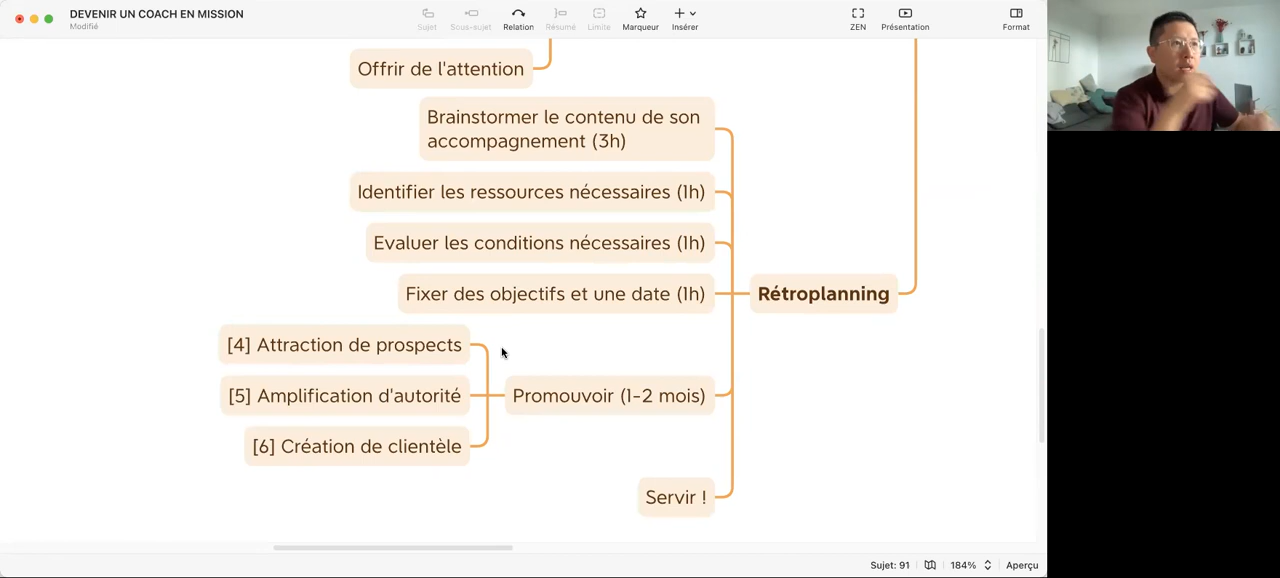 DEVENIR UN COACH EN MISSION
Modifié
Sujet
Sous-sujet
Relation
Résumé
Limite
Marqueur
Insérer
ZEN
Présentation
Format
Offrir de l'attention
Brainstormer le contenu de son
accompagnement (3h)
Identifier les ressources nécessaires (1h)
Evaluer les conditions nécessaires (1h)
Fixer des objectifs et une date (1h)
Rétroplanning
[4] Attraction de prospects
[5] Amplification d'autorité
Promouvoir (1-2 mois)
[6] Création de clientèle
Servir !
Sujet: 91
184%
Aperçu